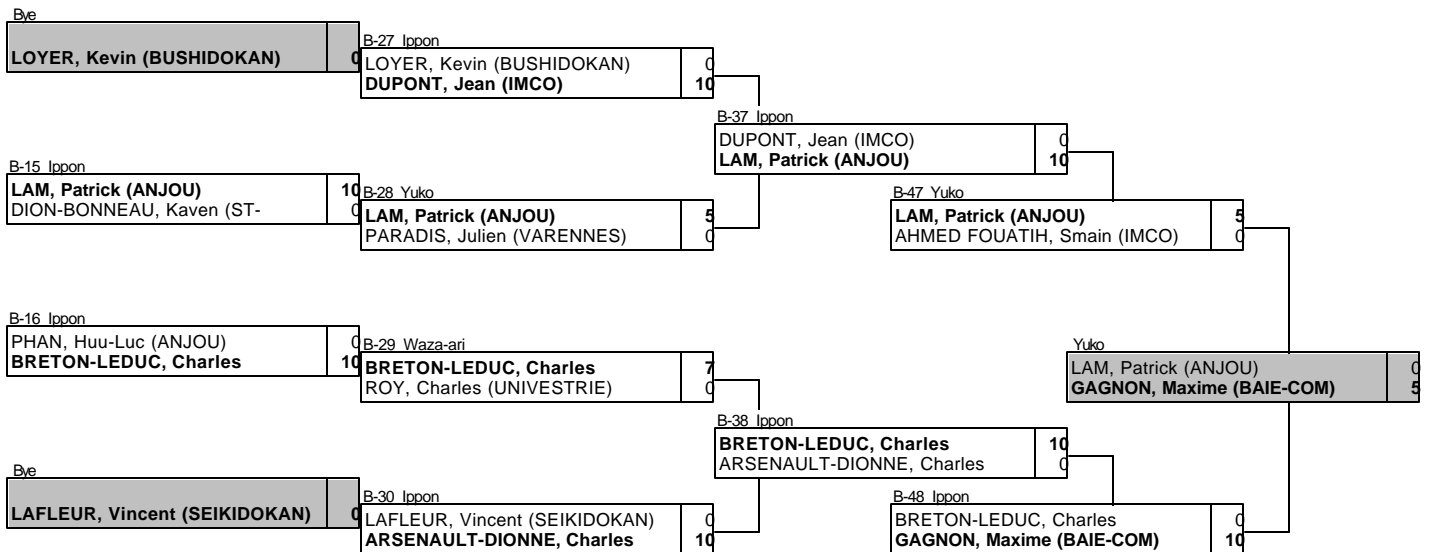 Bye
LOYER, Kevin (BUSHIDOKAN) 0
B-27 Ippon
LOYER, Kevin (BUSHIDOKAN) 0
DUPONT, Jean (IMCO) 10
B-37 Ippon
DUPONT, Jean (IMCO) 0
LAM, Patrick (ANJOU) 10
B-15 Ippon
LAM, Patrick (ANJOU) 10
DION-BONNEAU, Kaven (ST- 0
B-28 Yuko
LAM, Patrick (ANJOU) 5
PARADIS, Julien (VARENNES) 0
B-47 Yuko
LAM, Patrick (ANJOU) 5
AHMED FOUATIH, Smain (IMCO) 0
B-16 Ippon
PHAN, Huu-Luc (ANJOU) 0
BRETON-LEDUC, Charles 10
B-29 Waza-ari
BRETON-LEDUC, Charles 7
ROY, Charles (UNIVESTRIE) 0
Yuko
LAM, Patrick (ANJOU) 0
GAGNON, Maxime (BAIE-COM) 5
B-38 Ippon
BRETON-LEDUC, Charles 10
ARSENAULT-DIONNE, Charles 0
Bye
LAFLEUR, Vincent (SEIKIDOKAN) 0
B-30 Ippon
LAFLEUR, Vincent (SEIKIDOKAN) 0
ARSENAULT-DIONNE, Charles 10
B-48 Ippon
BRETON-LEDUC, Charles 0
GAGNON, Maxime (BAIE-COM) 10